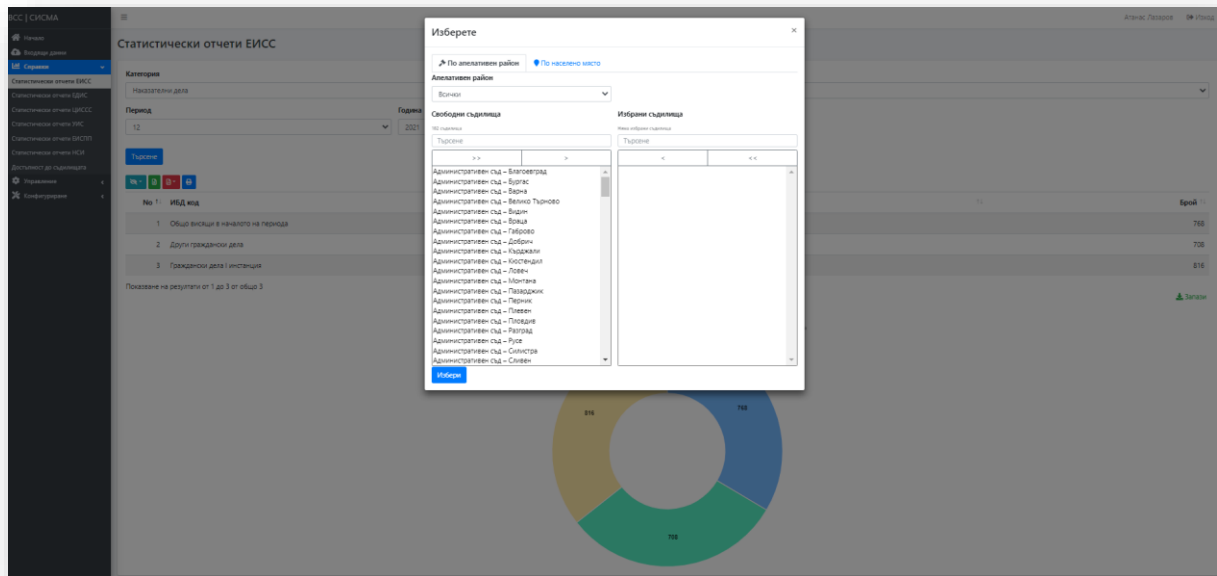 ВСС | СИСМА
Атанас Лазаров Изход
Начало
Входящи данни
Справки
Статистически отчети ЕИСС
Статистически отчети ЕДИС
Статистически отчети ЦИССС
Статистически отчети УИС
Статистически отчети ЕИСПП
Статистически отчети НСИ
Достъпност до съдилищата
Управление
Конфигуриране
Статистически отчети ЕИСС
Категория
Наказателни дела
Период
Година
12
2021
Търсене
No ИБД код Брой
1 Общо висящи в началото на периода 768
2 Други граждански дела 708
3 Граждански дела I инстанция 816
Показване на резултати от 1 до 3 от общо 3
Запази
Изберете ×
По апелативен район По населено място
Апелативен район
Всички
Свободни съдилища Избрани съдилища
Няма избрани съдилища
Търсене Търсене
>> > < <<
Административен съд – Благоевград
Административен съд – Бургас
Административен съд – Варна
Административен съд – Велико Търново
Административен съд – Видин
Административен съд – Враца
Административен съд – Габрово
Административен съд – Добрич
Административен съд – Кърджали
Административен съд – Кюстендил
Административен съд – Ловеч
Административен съд – Монтана
Административен съд – Пазарджик
Административен съд – Перник
Административен съд – Плевен
Административен съд – Пловдив
Административен съд – Разград
Административен съд – Русе
Административен съд – Силистра
Административен съд – Сливен
Избери
816 768
708